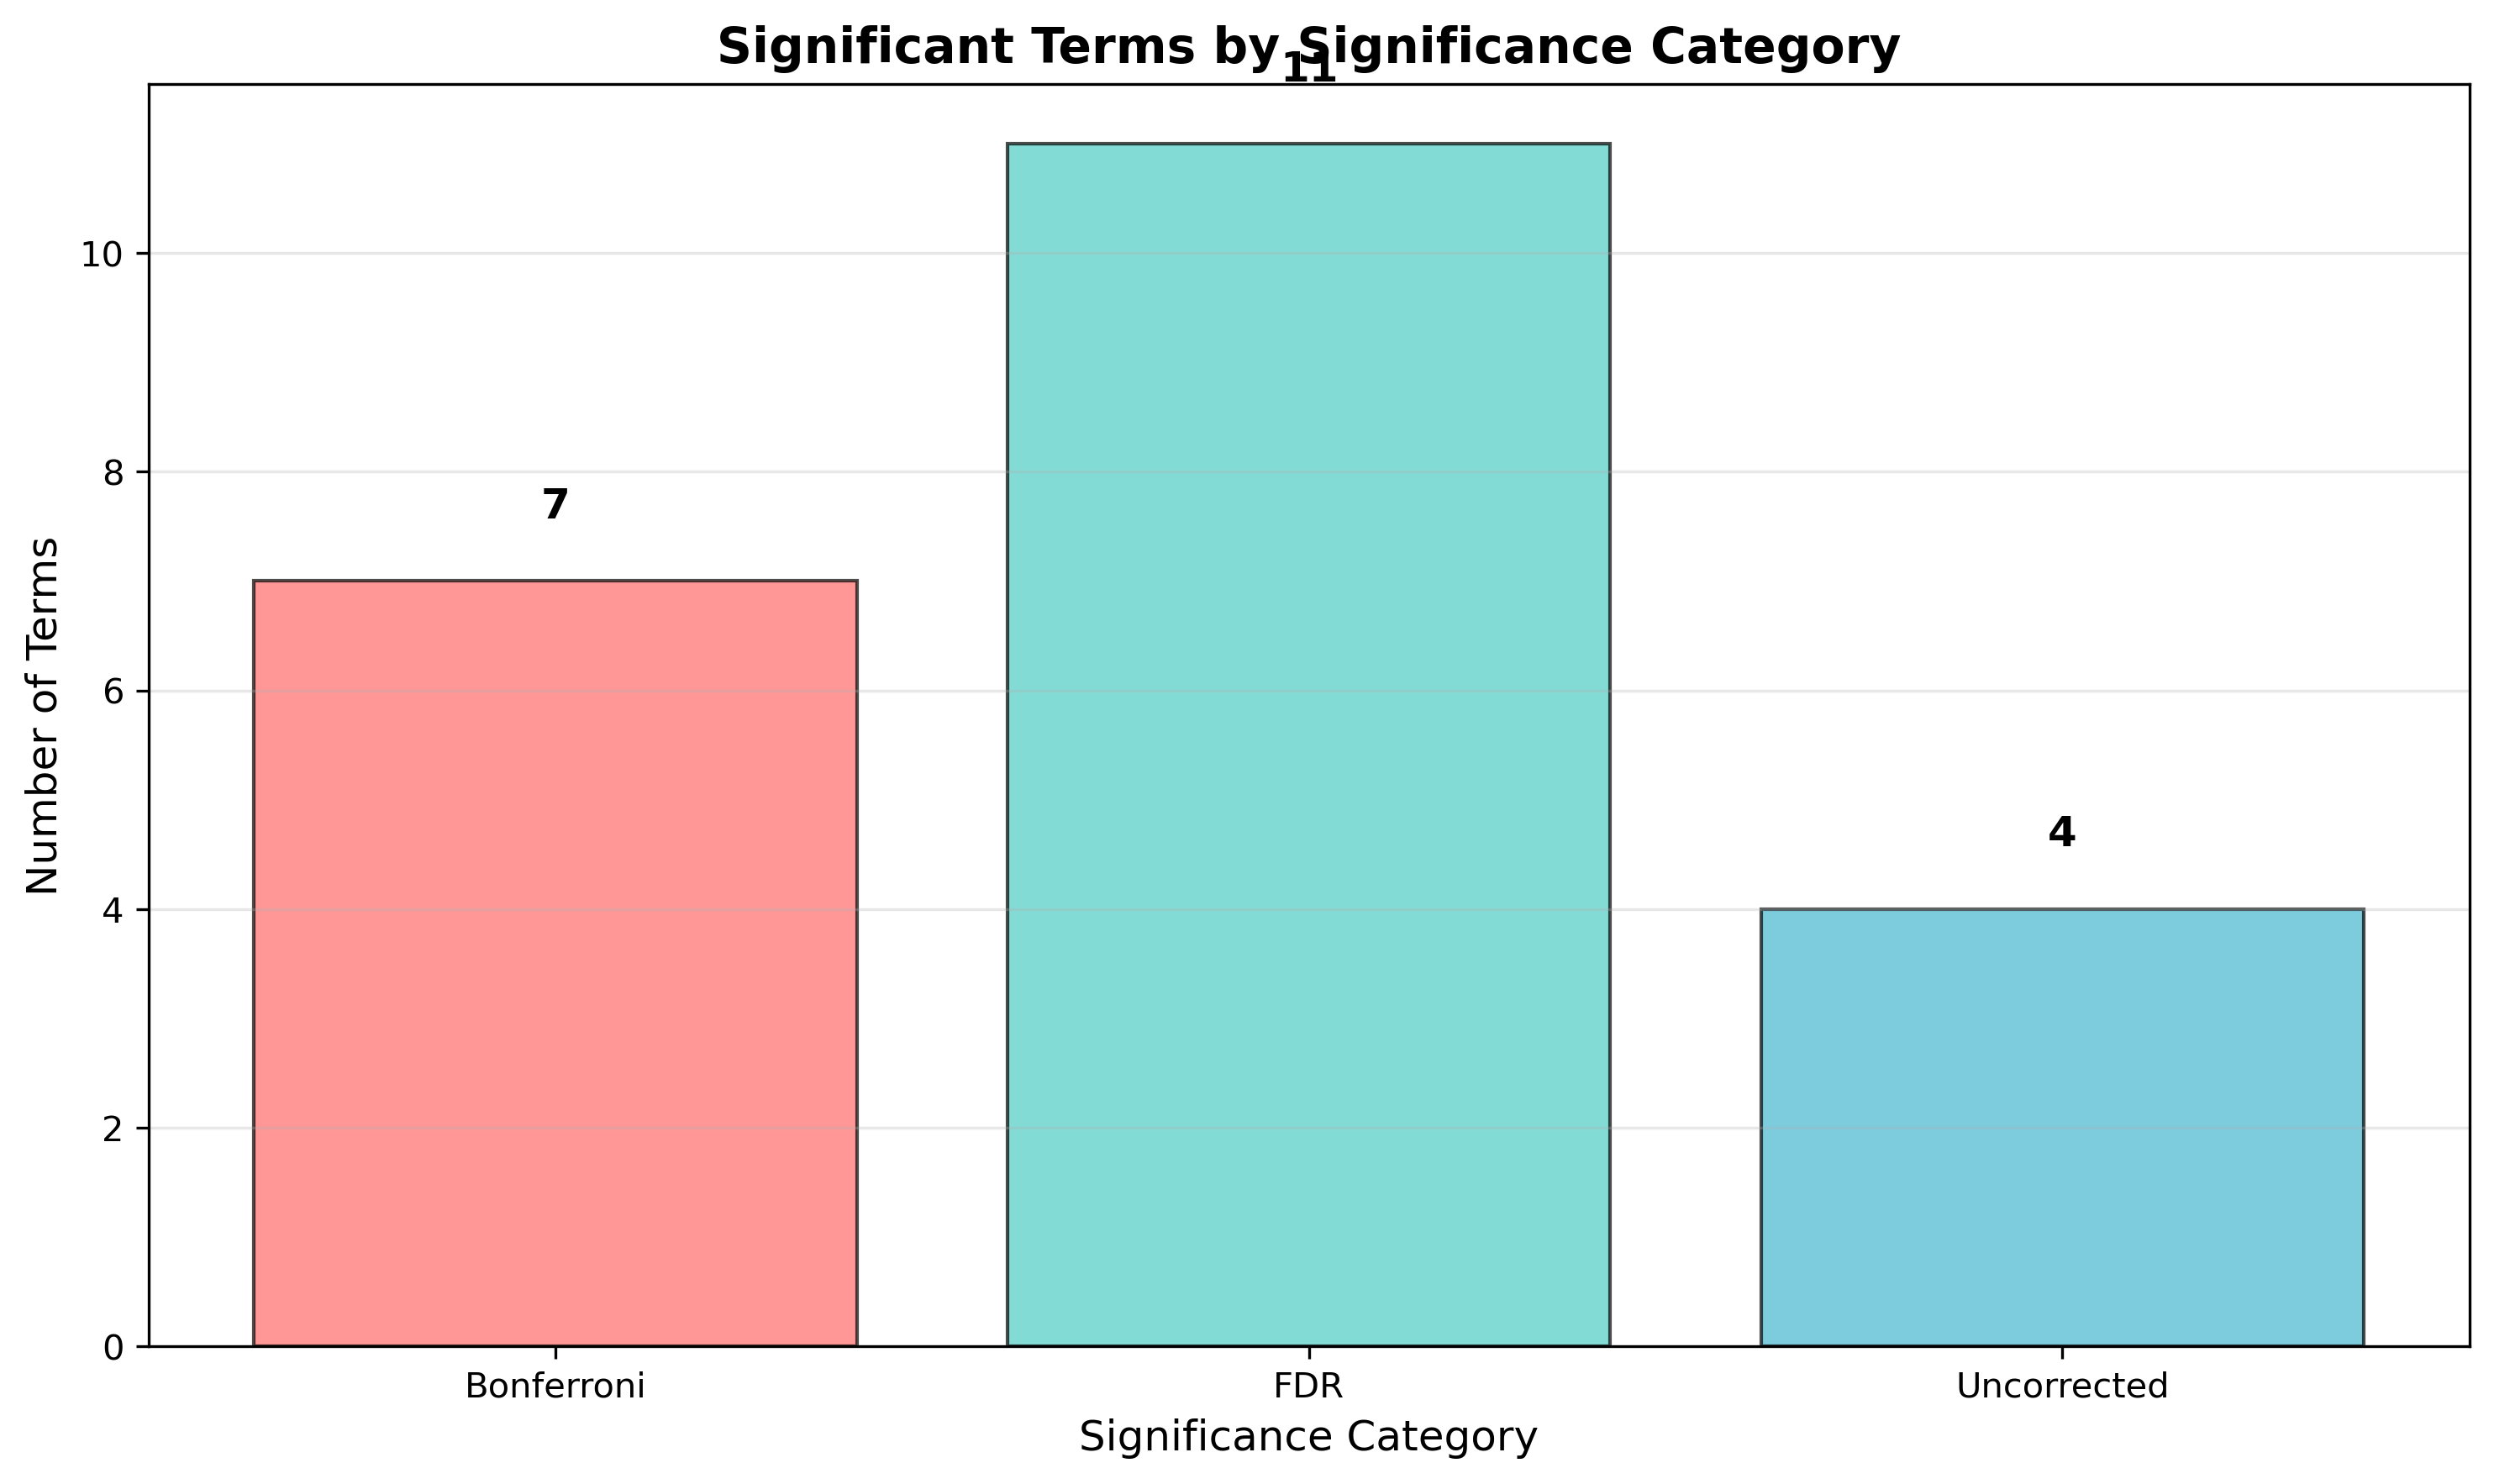 Significant Terms by Significance Category
11
10
8
7
6
4
4
2
0
Number of Terms
Bonferroni
FDR
Uncorrected
Significance Category